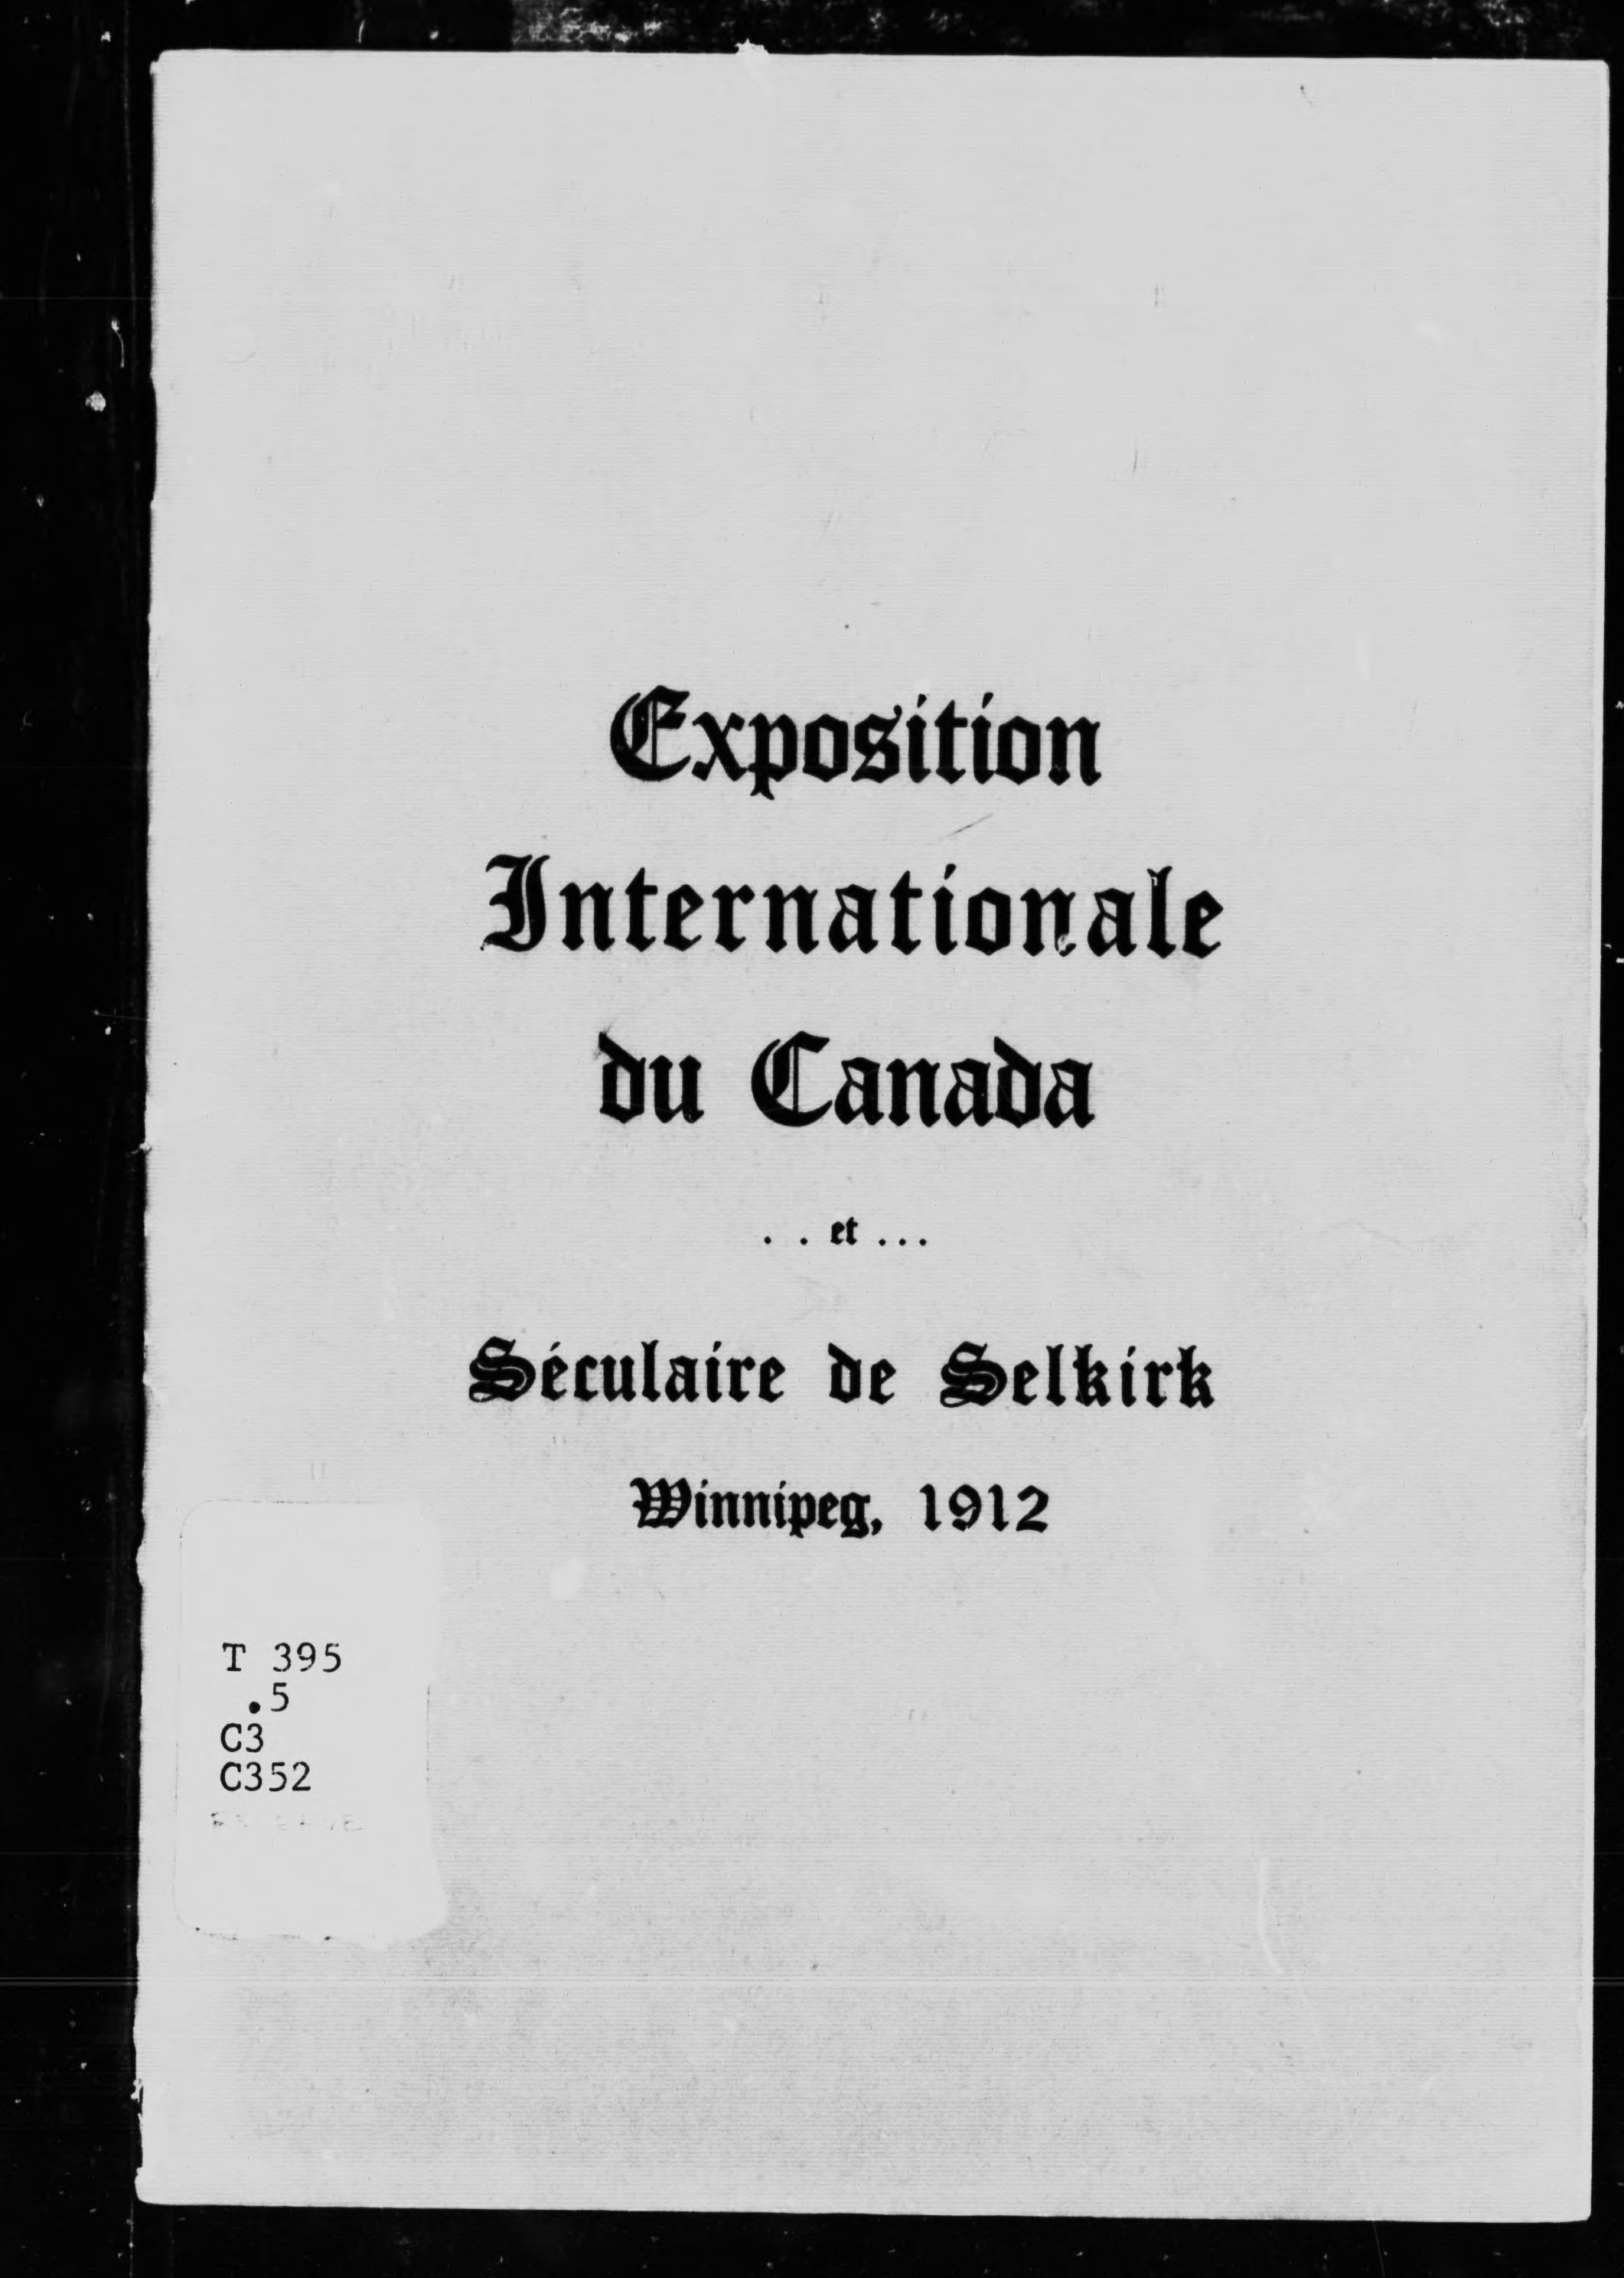 Exposition
Internationale
du Canada
. . et ...
Séculaire de Selkirk
Winnipeg, 1912
T 395
.5
C3
C352